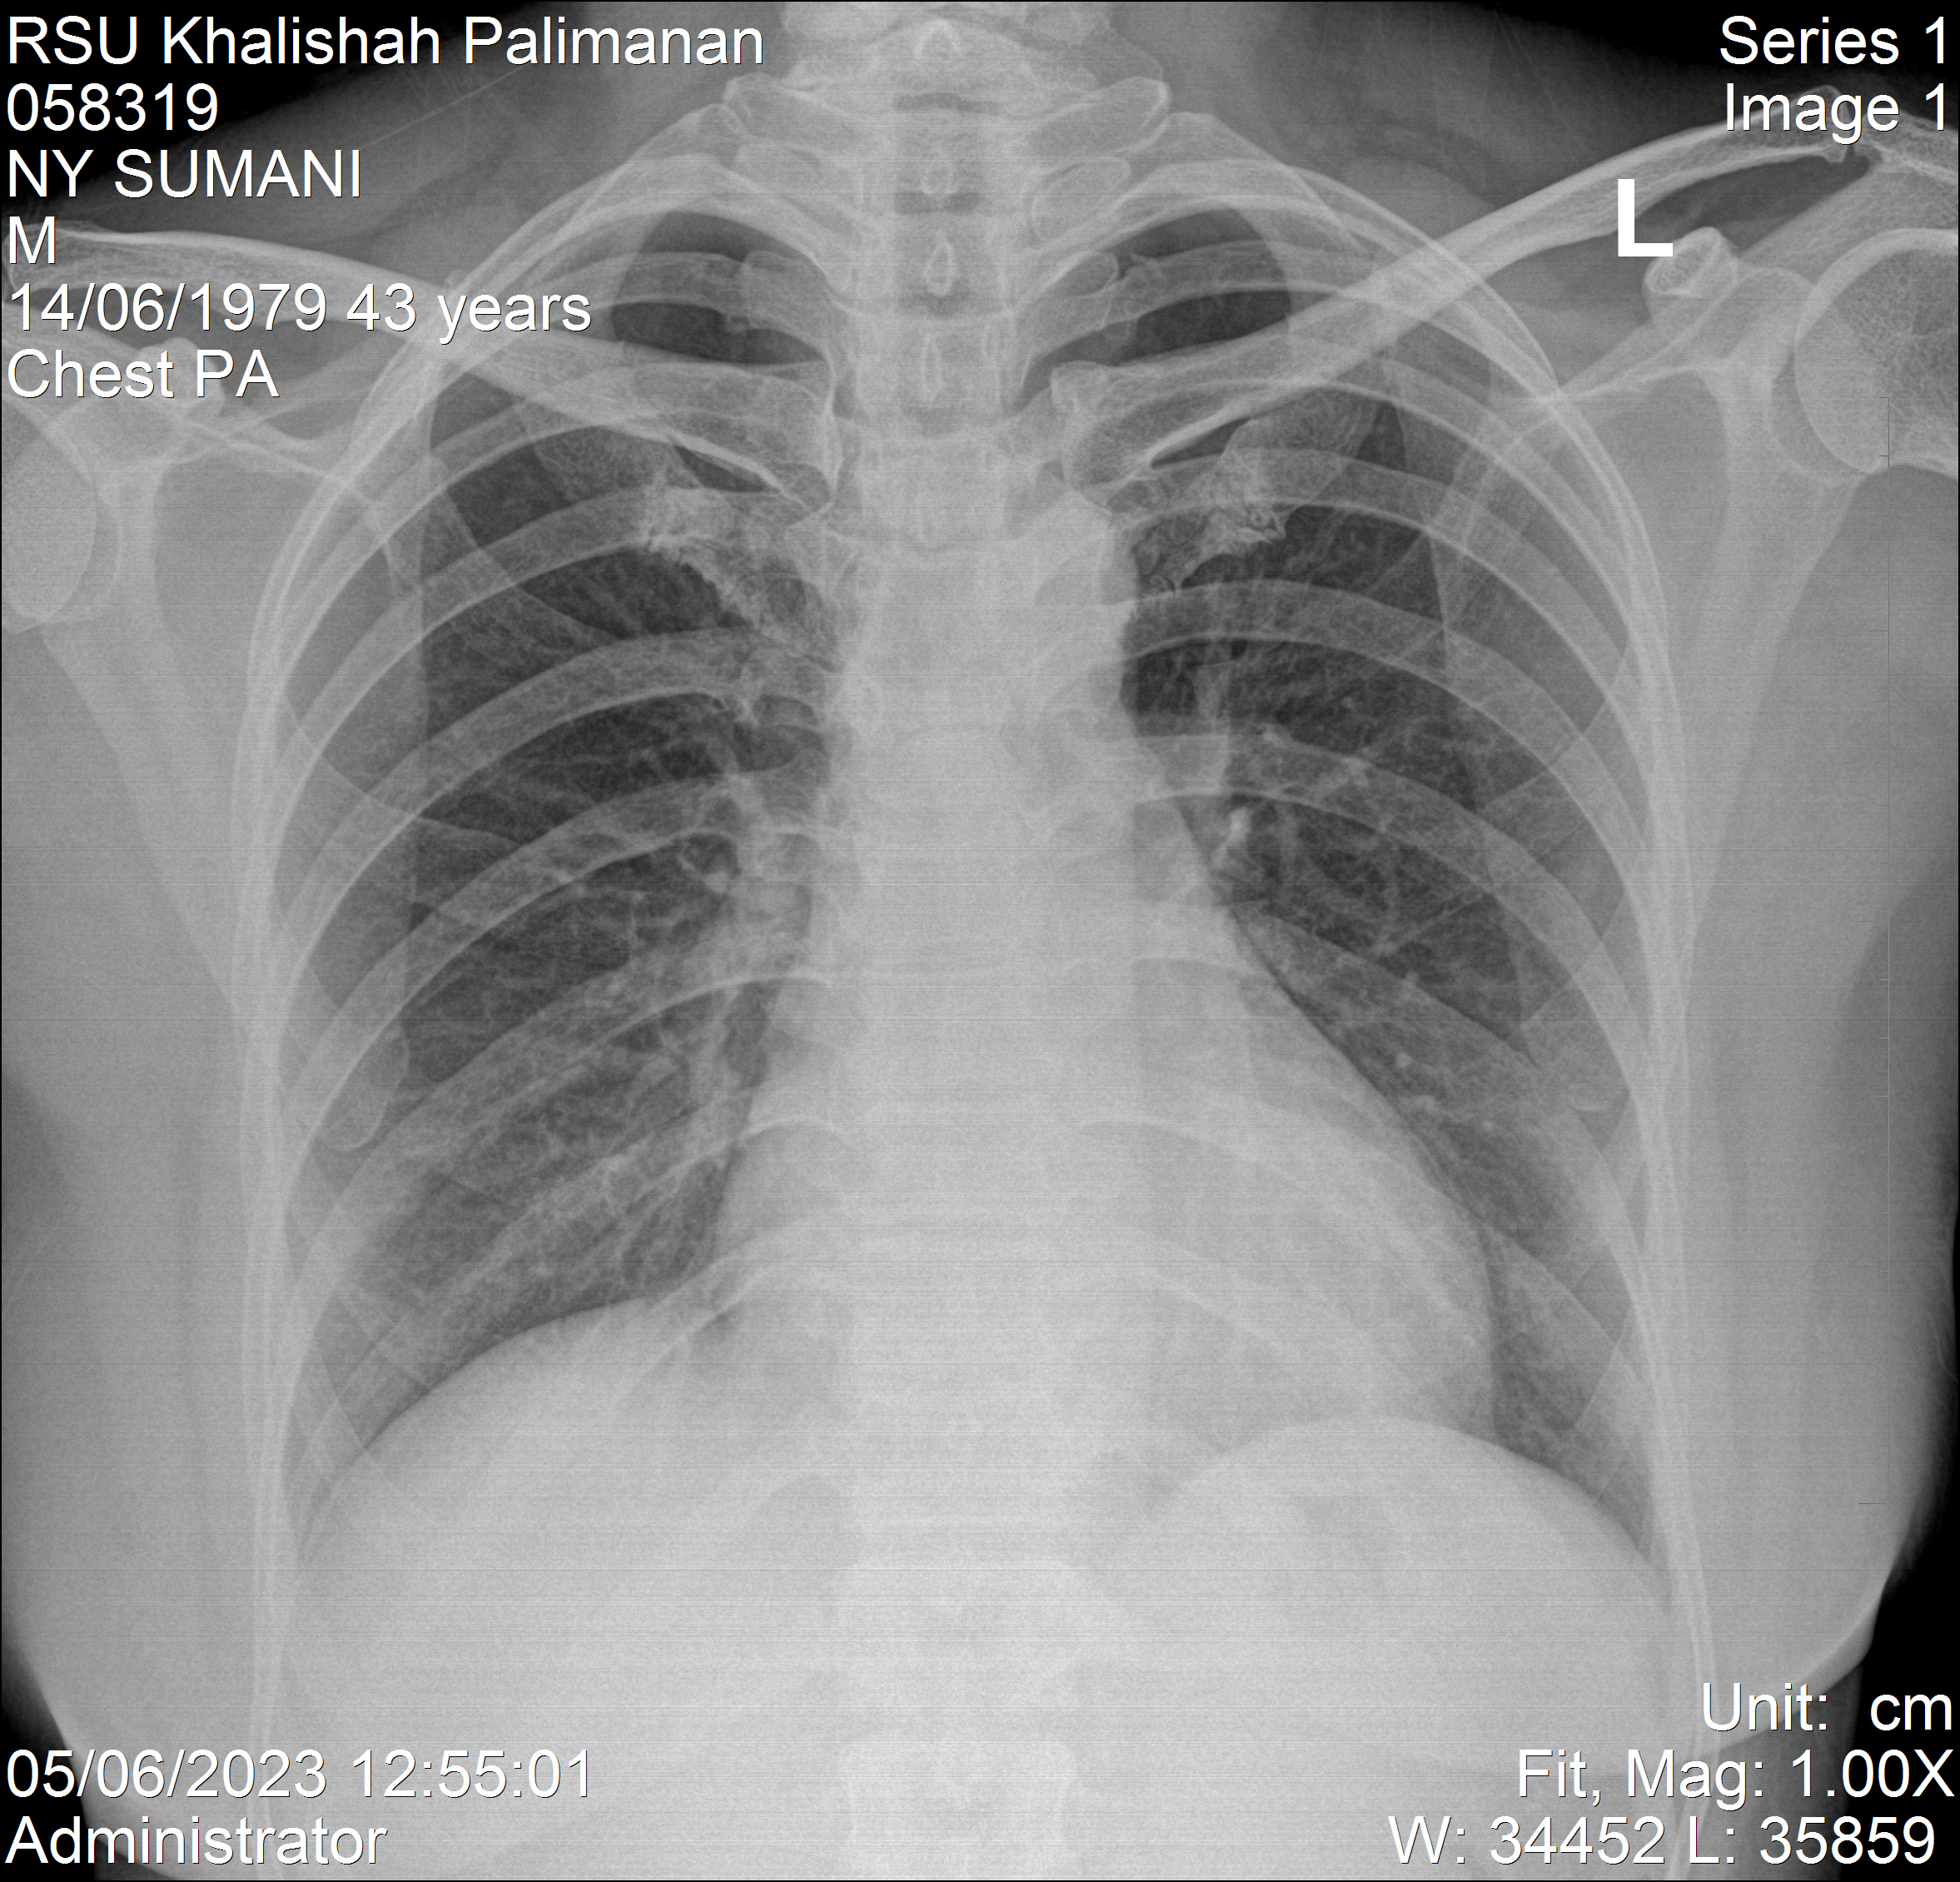 RSU Khalishah Palimanan
058319
NY SUMANI
M
14/06/1979 43 years
Chest PA
Series 1
Image 1
L
05/06/2023 12:55:01
Administrator
Unit:  cm
Fit, Mag: 1.00X
W: 34452 L: 35859